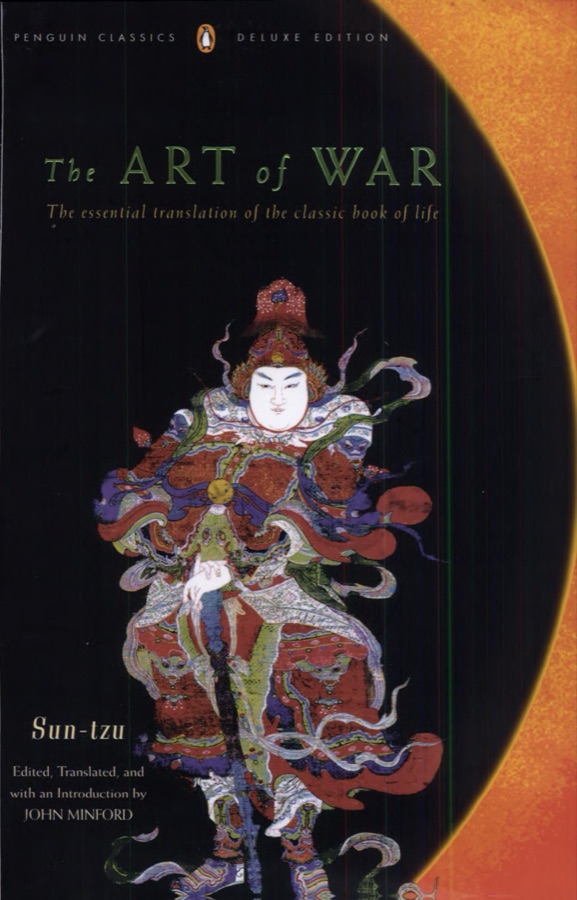 PENGUIN CLASSICS DELUXE EDITION
The ART of WAR
The essential translation of the classic book of life
Sun-tzu
Edited, Translated, and
with an Introduction by
JOHN MINFORD